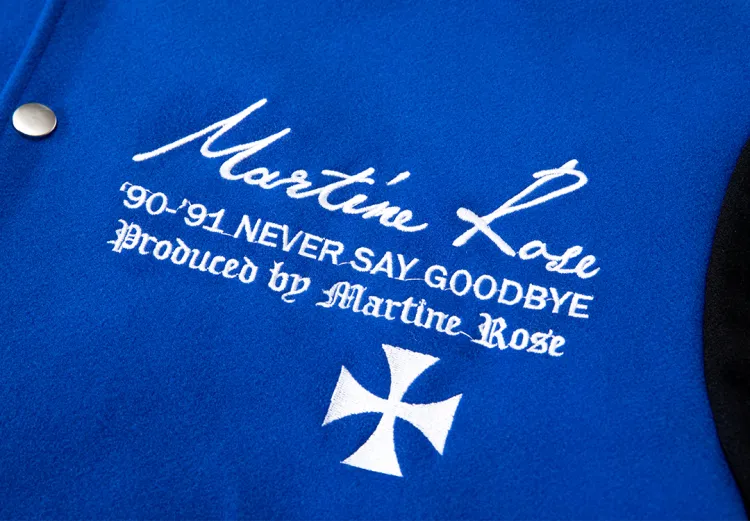 Martine Rose
'90-'91 NEVER SAY GOODBYE
Produced by Martine Rose